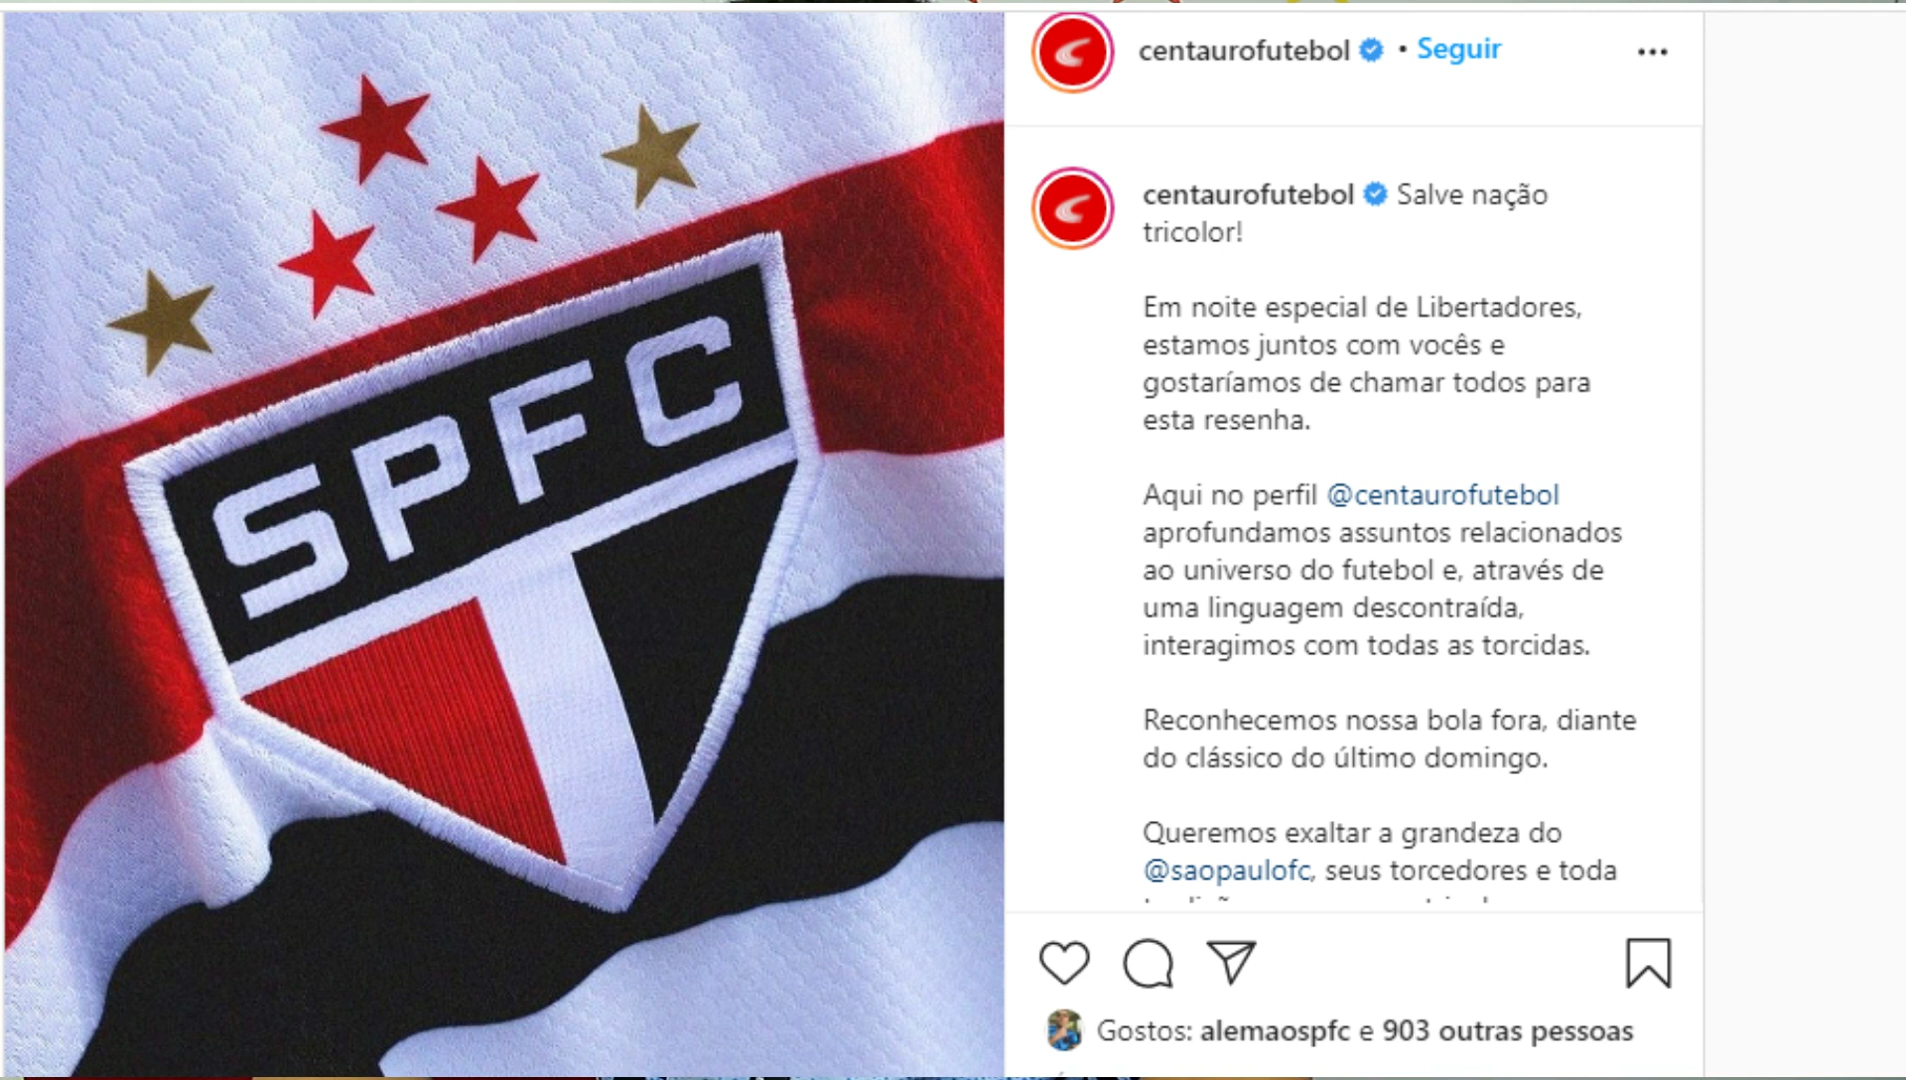 SPFC
centaurofutebol • Seguir
centaurofutebol Salve nação
tricolor!
Em noite especial de Libertadores,
estamos juntos com vocês e
gostaríamos de chamar todos para
esta resenha.
Aqui no perfil @centaurofutebol
aprofundamos assuntos relacionados
ao universo do futebol e, através de
uma linguagem descontraída,
interagimos com todas as torcidas.
Reconhecemos nossa bola fora, diante
do clássico do último domingo.
Queremos exaltar a grandeza do
@saopaulofc, seus torcedores e toda
Gostos: alemaospfc e 903 outras pessoas